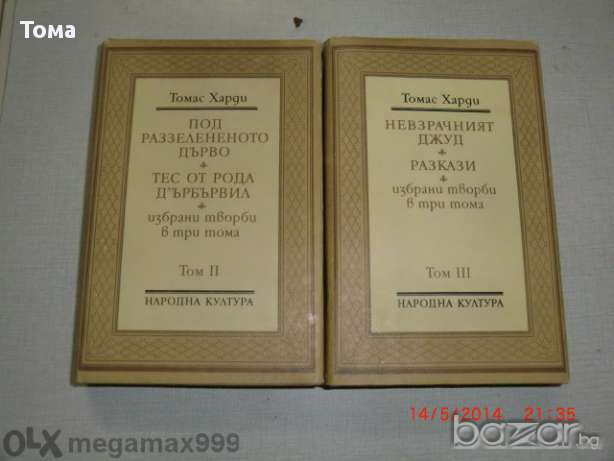 Тома
Томас Харди
ПОД
РАЗЗЕЛЕНЕНОТО
ДЪРВО
ТЕС ОТ РОДА
Д'ЪРБЪРВИЛ
избрани творби
в три тома
Том II
НАРОДНА КУЛТУРА
Томас Харди
НЕВЗРАЧНИЯТ
ДЖУД
РАЗКАЗИ
избрани творби
в три тома
Том III
НАРОДНА КУЛТУРА
14/5/2014 21:35
OLX megamax999
bazar.bg